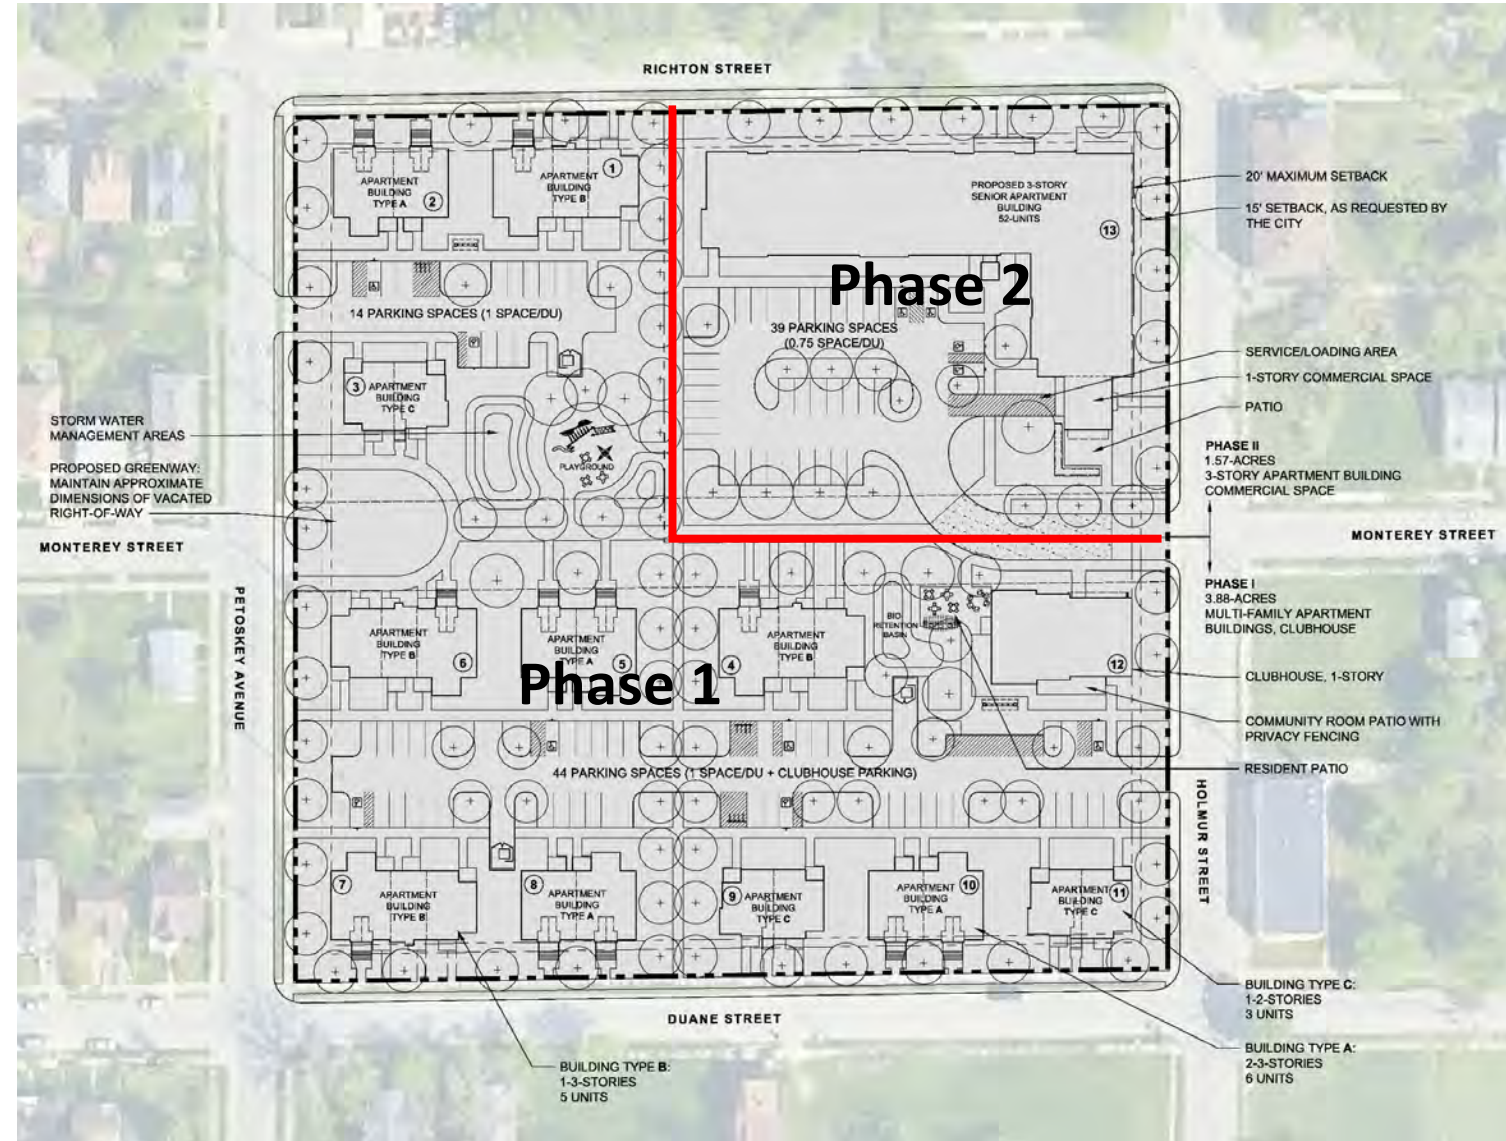 RICHTON STREET
APARTMENT
BUILDING
TYPE A
2
APARTMENT
BUILDING
TYPE B
1
PROPOSED 3-STORY
SENIOR APARTMENT
BUILDING
52-UNITS
13
20' MAXIMUM SETBACK
15' SETBACK, AS REQUESTED BY
THE CITY
Phase 2
14 PARKING SPACES (1 SPACE/DU)
39 PARKING SPACES
(0.75 SPACE/DU)
3
APARTMENT
BUILDING
TYPE C
SERVICE/LOADING AREA
1-STORY COMMERCIAL SPACE
PATIO
STORM WATER
MANAGEMENT AREAS
PROPOSED GREENWAY:
MAINTAIN APPROXIMATE
DIMENSIONS OF VACATED
RIGHT-OF-WAY
PLAYGROUND
PHASE II
1.57-ACRES
3-STORY APARTMENT BUILDING
COMMERCIAL SPACE
MONTEREY STREET
MONTEREY STREET
PHASE I
3.88-ACRES
MULTI-FAMILY APARTMENT
BUILDINGS, CLUBHOUSE
PETOSKEY AVENUE
APARTMENT
BUILDING
TYPE B
6
APARTMENT
BUILDING
TYPE A
5
Phase 1
4
APARTMENT
BUILDING
TYPE B
BIO
RETENTION
BASIN
12
CLUBHOUSE, 1-STORY
COMMUNITY ROOM PATIO WITH
PRIVACY FENCING
RESIDENT PATIO
44 PARKING SPACES (1 SPACE/DU + CLUBHOUSE PARKING)
HOLMUR STREET
7
APARTMENT
BUILDING
TYPE B
8
APARTMENT
BUILDING
TYPE A
9
APARTMENT
BUILDING
TYPE C
10
APARTMENT
BUILDING
TYPE A
11
APARTMENT
BUILDING
TYPE C
DUANE STREET
BUILDING TYPE B:
1-3-STORIES
5 UNITS
BUILDING TYPE C:
1-2-STORIES
3 UNITS
BUILDING TYPE A:
2-3-STORIES
6 UNITS